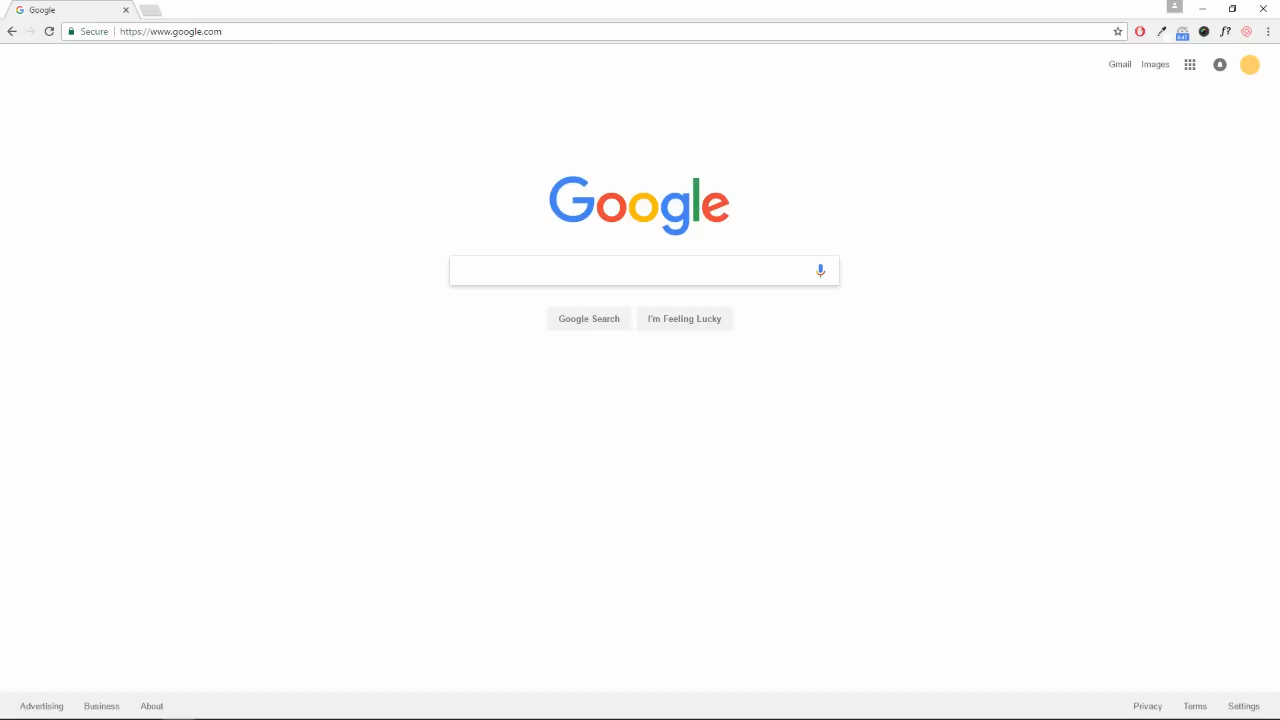 Google
Secure https://www.google.com
f?
Gmail Images
Google
Google Search I'm Feeling Lucky
Advertising Business About Privacy Terms Settings